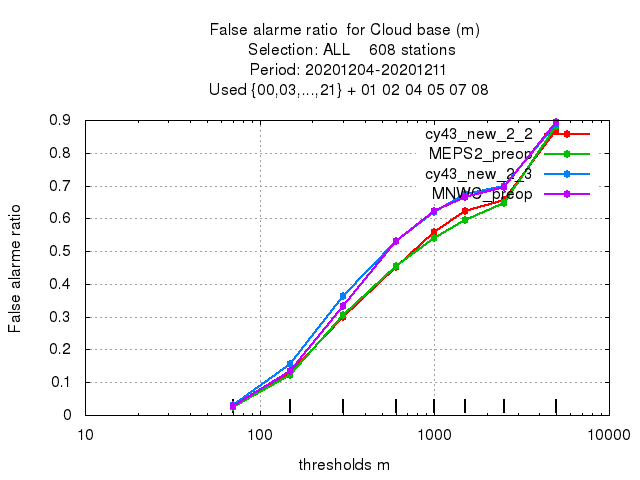 False alarme ratio  for Cloud base (m)
Selection: ALL    608 stations
Period: 20201204-20201211
Used {00,03,...,21} + 01 02 04 05 07 08
False alarme ratio
0.9
0.8
0.7
0.6
0.5
0.4
0.3
0.2
0.1
0
cy43_new_2_2
MEPS2_preop
cy43_new_2_3
MNWC_preop
10
100
1000
10000
thresholds m